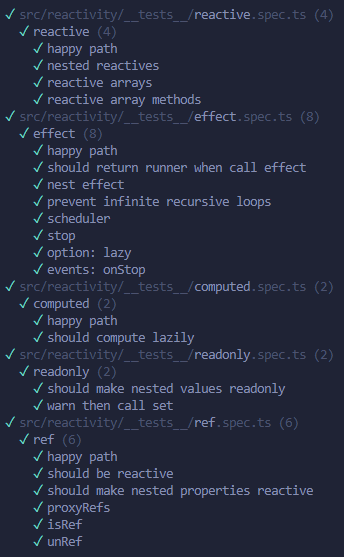 ✓ src/reactivity/__tests__/reactive.spec.ts (4)
✓ reactive (4)
✓ happy path
✓ nested reactives
✓ reactive arrays
✓ reactive array methods
✓ src/reactivity/__tests__/effect.spec.ts (8)
✓ effect (8)
✓ happy path
✓ should return runner when call effect
✓ nest effect
✓ prevent infinite recursive loops
✓ scheduler
✓ stop
✓ option: lazy
✓ events: onStop
✓ src/reactivity/__tests__/computed.spec.ts (2)
✓ computed (2)
✓ happy path
✓ should compute lazily
✓ src/reactivity/__tests__/readonly.spec.ts (2)
✓ readonly (2)
✓ should make nested values readonly
✓ warn then call set
✓ src/reactivity/__tests__/ref.spec.ts (6)
✓ ref (6)
✓ happy path
✓ should be reactive
✓ should make nested properties reactive
✓ proxyRefs
✓ isRef
✓ unRef